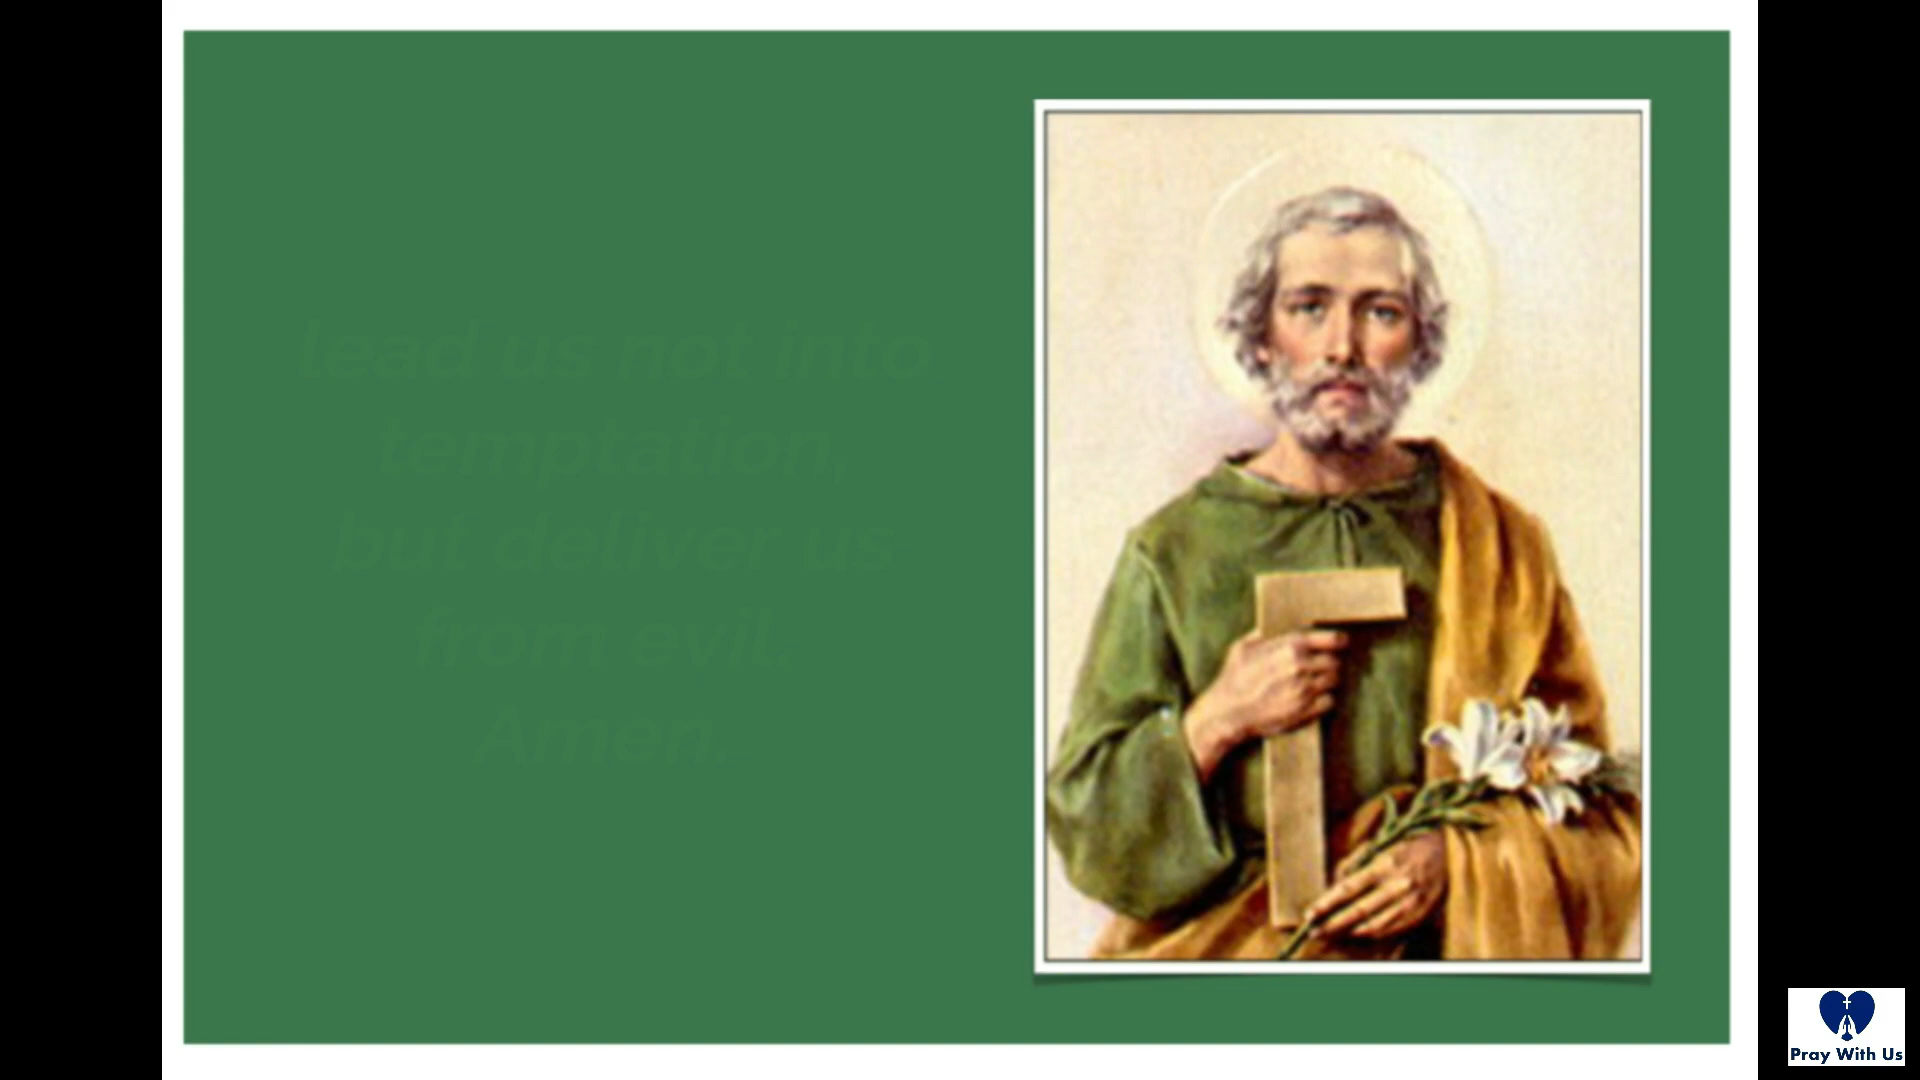 lead us not into
temptation,
but deliver us
from evil.
Amen.
Pray With Us